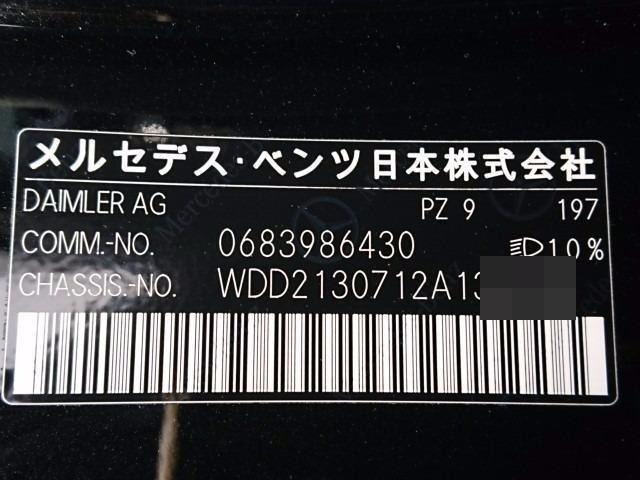 メルセデス・ベンツ日本株式会社
DAIMLER AG PZ 9 197
COMM.-NO. 0683986430 10%
CHASSIS.-NO. WDD2130712A13